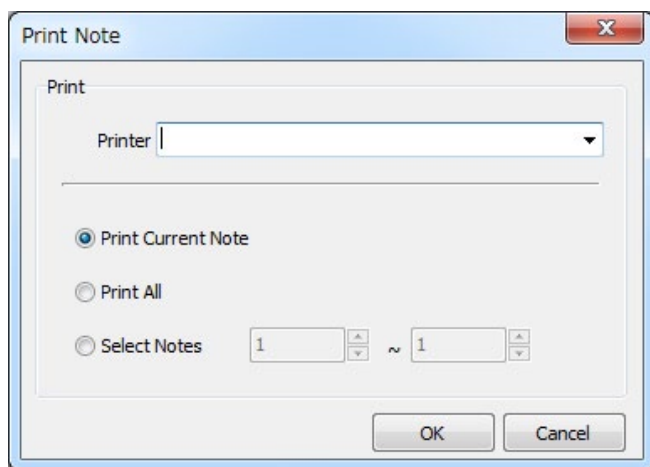 Print Note
Print
Printer
Print Current Note
Print All
Select Notes 1 ~ 1
OK Cancel